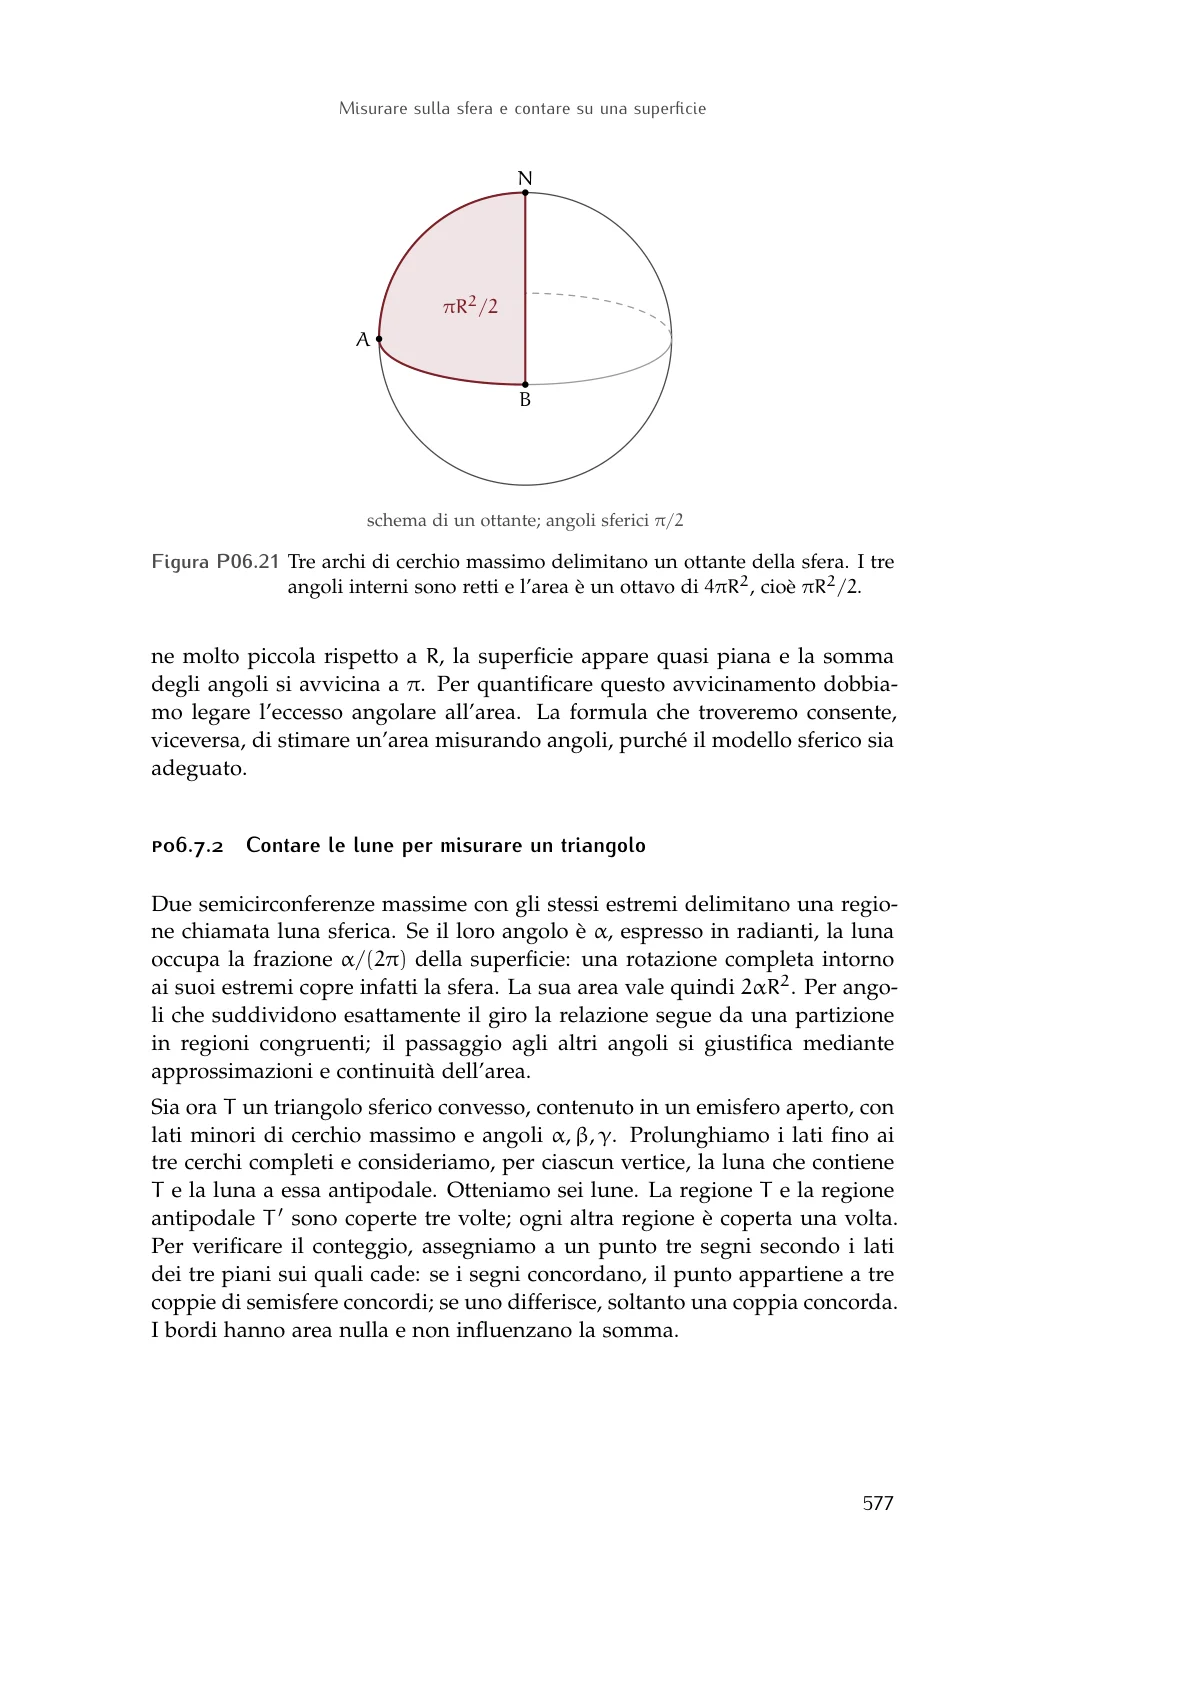 Misurare sulla sfera e contare su una superficie
N
πR²/2
A
B
schema di un ottante; angoli sferici π/2
Figura P06.21 Tre archi di cerchio massimo delimitano un ottante della sfera. I tre
angoli interni sono retti e l'area è un ottavo di 4πR², cioè πR²/2.
ne molto piccola rispetto a R, la superficie appare quasi piana e la somma
degli angoli si avvicina a π. Per quantificare questo avvicinamento dobbia-
mo legare l'eccesso angolare all'area. La formula che troveremo consente,
viceversa, di stimare un'area misurando angoli, purché il modello sferico sia
adeguato.
P06.7.2 Contare le lune per misurare un triangolo
Due semicirconferenze massime con gli stessi estremi delimitano una regio-
ne chiamata luna sferica. Se il loro angolo è α, espresso in radianti, la luna
occupa la frazione α/(2π) della superficie: una rotazione completa intorno
ai suoi estremi copre infatti la sfera. La sua area vale quindi 2αR². Per ango-
li che suddividono esattamente il giro la relazione segue da una partizione
in regioni congruenti; il passaggio agli altri angoli si giustifica mediante
approssimazioni e continuità dell'area.
Sia ora T un triangolo sferico convesso, contenuto in un emisfero aperto, con
lati minori di cerchio massimo e angoli α, β, γ. Prolunghiamo i lati fino ai
tre cerchi completi e consideriamo, per ciascun vertice, la luna che contiene
T e la luna a essa antipodale. Otteniamo sei lune. La regione T e la regione
antipodale T′ sono coperte tre volte; ogni altra regione è coperta una volta.
Per verificare il conteggio, assegniamo a un punto tre segni secondo i lati
dei tre piani sui quali cade: se i segni concordano, il punto appartiene a tre
coppie di semisfere concordi; se uno differisce, soltanto una coppia concorda.
I bordi hanno area nulla e non influenzano la somma.
577